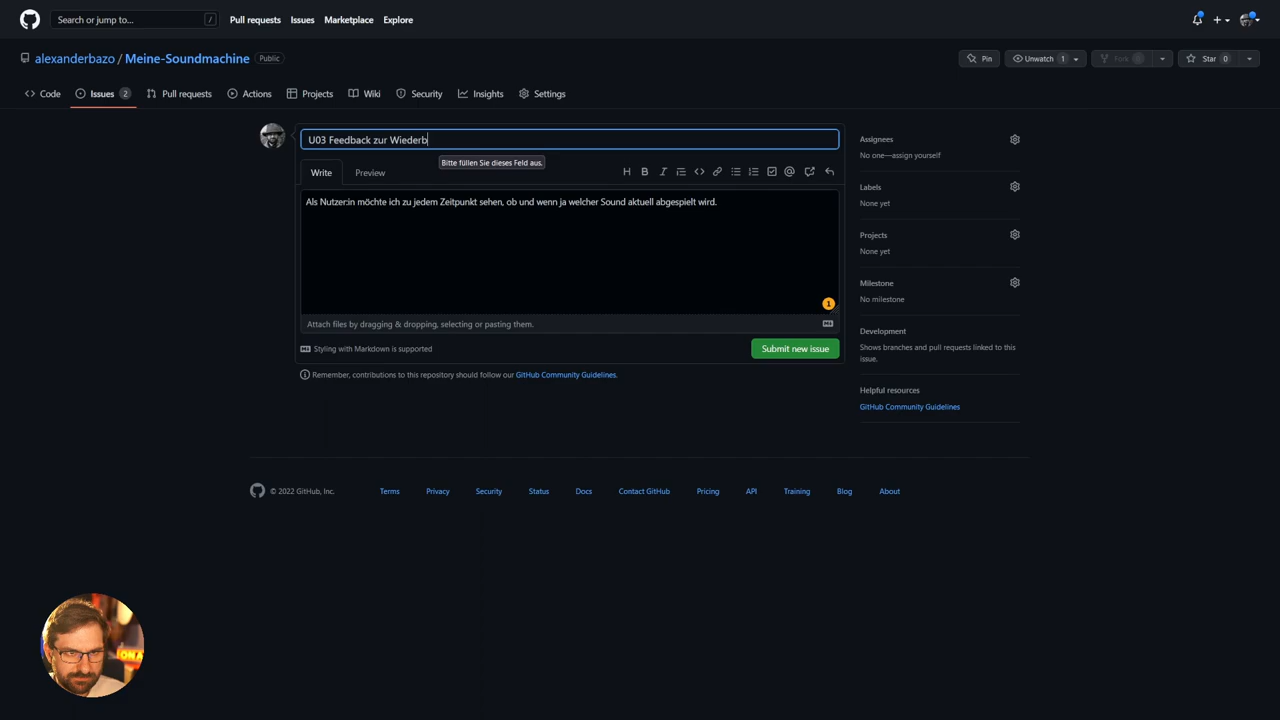 Search or jump to... /
Pull requests Issues Marketplace Explore
alexanderbazo / Meine-Soundmachine Public
Pin Unwatch 1 Fork 0 Star 0
Code Issues 2 Pull requests Actions Projects Wiki Security Insights Settings
U03 Feedback zur Wiederb
Bitte füllen Sie dieses Feld aus.
Write Preview
Als Nutzer:in möchte ich zu jedem Zeitpunkt sehen, ob und wenn ja welcher Sound aktuell abgespielt wird.
1
Attach files by dragging & dropping, selecting or pasting them.
Styling with Markdown is supported
Submit new issue
Remember, contributions to this repository should follow our GitHub Community Guidelines.
Assignees
No one—assign yourself
Labels
None yet
Projects
None yet
Milestone
No milestone
Development
Shows branches and pull requests linked to this
issue.
Helpful resources
GitHub Community Guidelines
© 2022 GitHub, Inc. Terms Privacy Security Status Docs Contact GitHub Pricing API Training Blog About